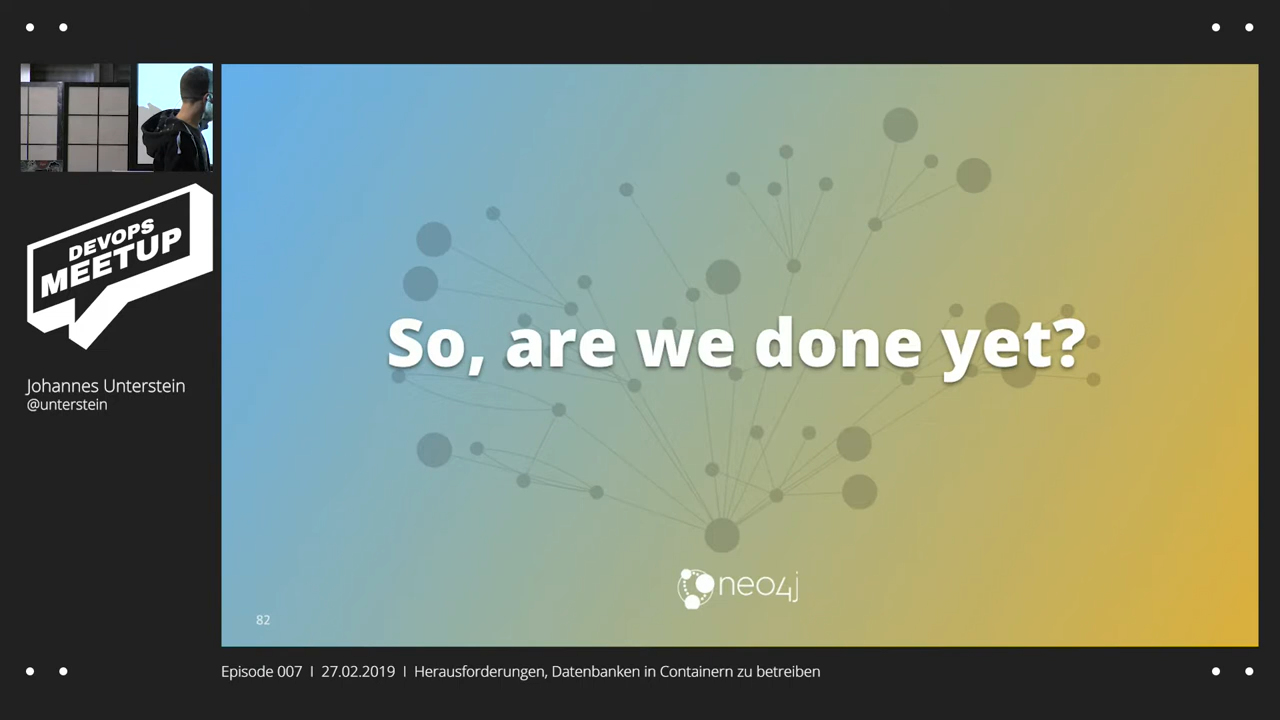 DEVOPS
MEETUP
Johannes Unterstein
@unterstein
So, are we done yet?
neo4j
82
Episode 007 | 27.02.2019 | Herausforderungen, Datenbanken in Containern zu betreiben